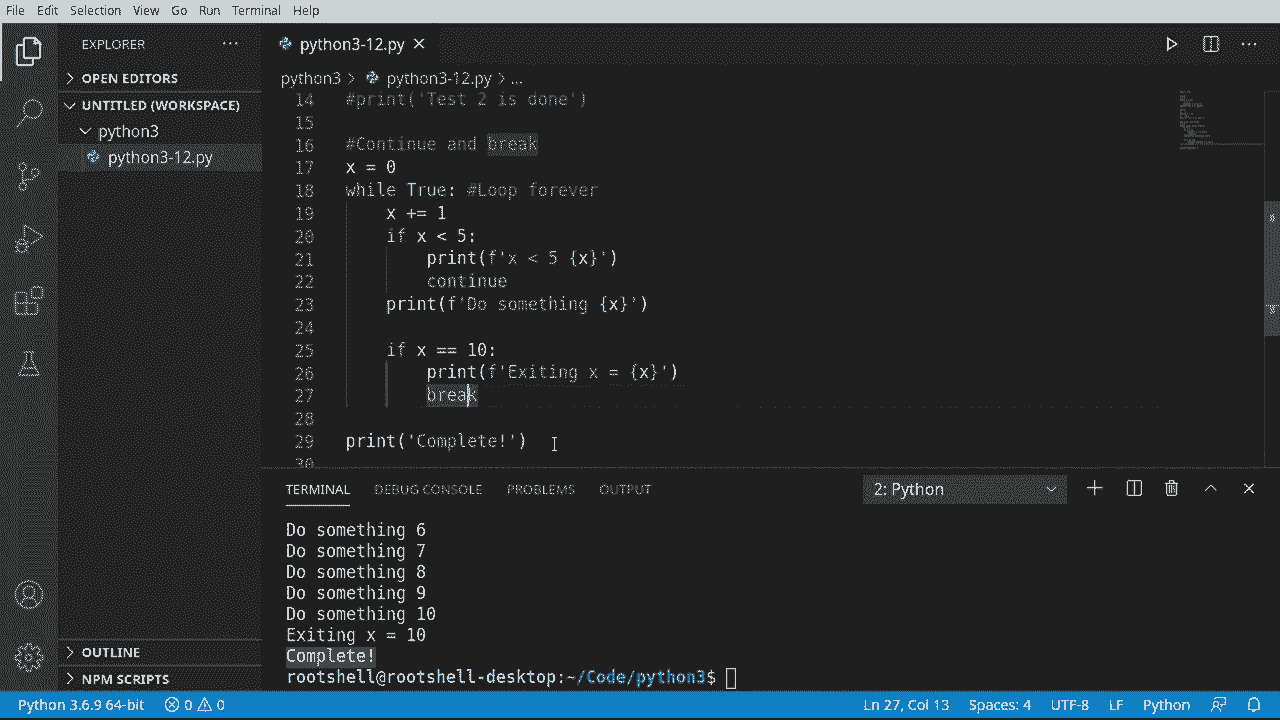 File Edit Selection View Go Run Terminal Help
EXPLORER ...
python3-12.py
OPEN EDITORS
UNTITLED (WORKSPACE)
python3
python3-12.py
OUTLINE
NPM SCRIPTS
python3 > python3-12.py > ...
14 #print('Test 2 is done')
15
16 #Continue and break
17 x = 0
18 while True: #Loop forever
19 x += 1
20 if x < 5:
21 print(f'x < 5 {x}')
22 continue
23 print(f'Do something {x}')
24
25 if x == 10:
26 print(f'Exiting x = {x}')
27 break
28
29 print('Complete!')
30
TERMINAL DEBUG CONSOLE PROBLEMS OUTPUT 2: Python
Do something 6
Do something 7
Do something 8
Do something 9
Do something 10
Exiting x = 10
Complete!
rootshell@rootshell-desktop:~/Code/python3$
Python 3.6.9 64-bit 0 0 Ln 27, Col 13 Spaces: 4 UTF-8 LF Python